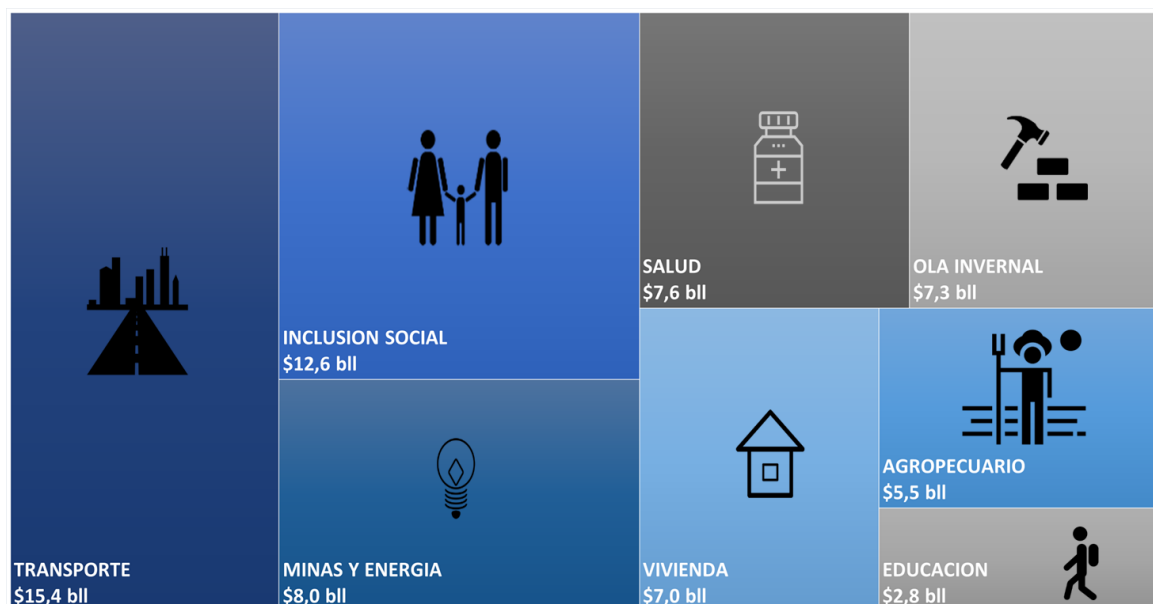 TRANSPORTE
$15,4 bll
INCLUSION SOCIAL
$12,6 bll
MINAS Y ENERGIA
$8,0 bll
SALUD
$7,6 bll
OLA INVERNAL
$7,3 bll
VIVIENDA
$7,0 bll
AGROPECUARIO
$5,5 bll
EDUCACION
$2,8 bll